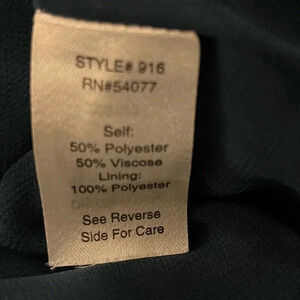 STYLE# 916
RN#54077
Self:
50% Polyester
50% Viscose
Lining:
100% Polyester
See Reverse
Side For Care